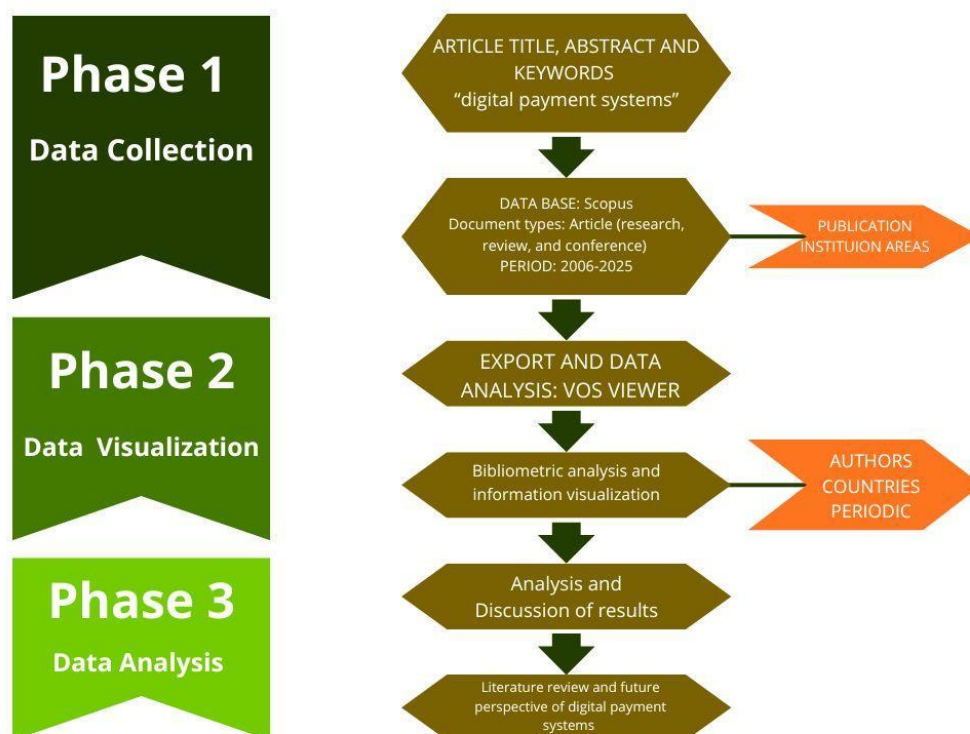 Phase 1
Data Collection
ARTICLE TITLE, ABSTRACT AND
KEYWORDS
“digital payment systems”
DATA BASE: Scopus
Document types: Article (research,
review, and conference)
PERIOD: 2006-2025
PUBLICATION
INSTITUION AREAS
Phase 2
Data Visualization
EXPORT AND DATA
ANALYSIS: VOS VIEWER
Bibliometric analysis and
information visualization
AUTHORS
COUNTRIES
PERIODIC
Phase 3
Data Analysis
Analysis and
Discussion of results
Literature review and future
perspective of digital payment
systems